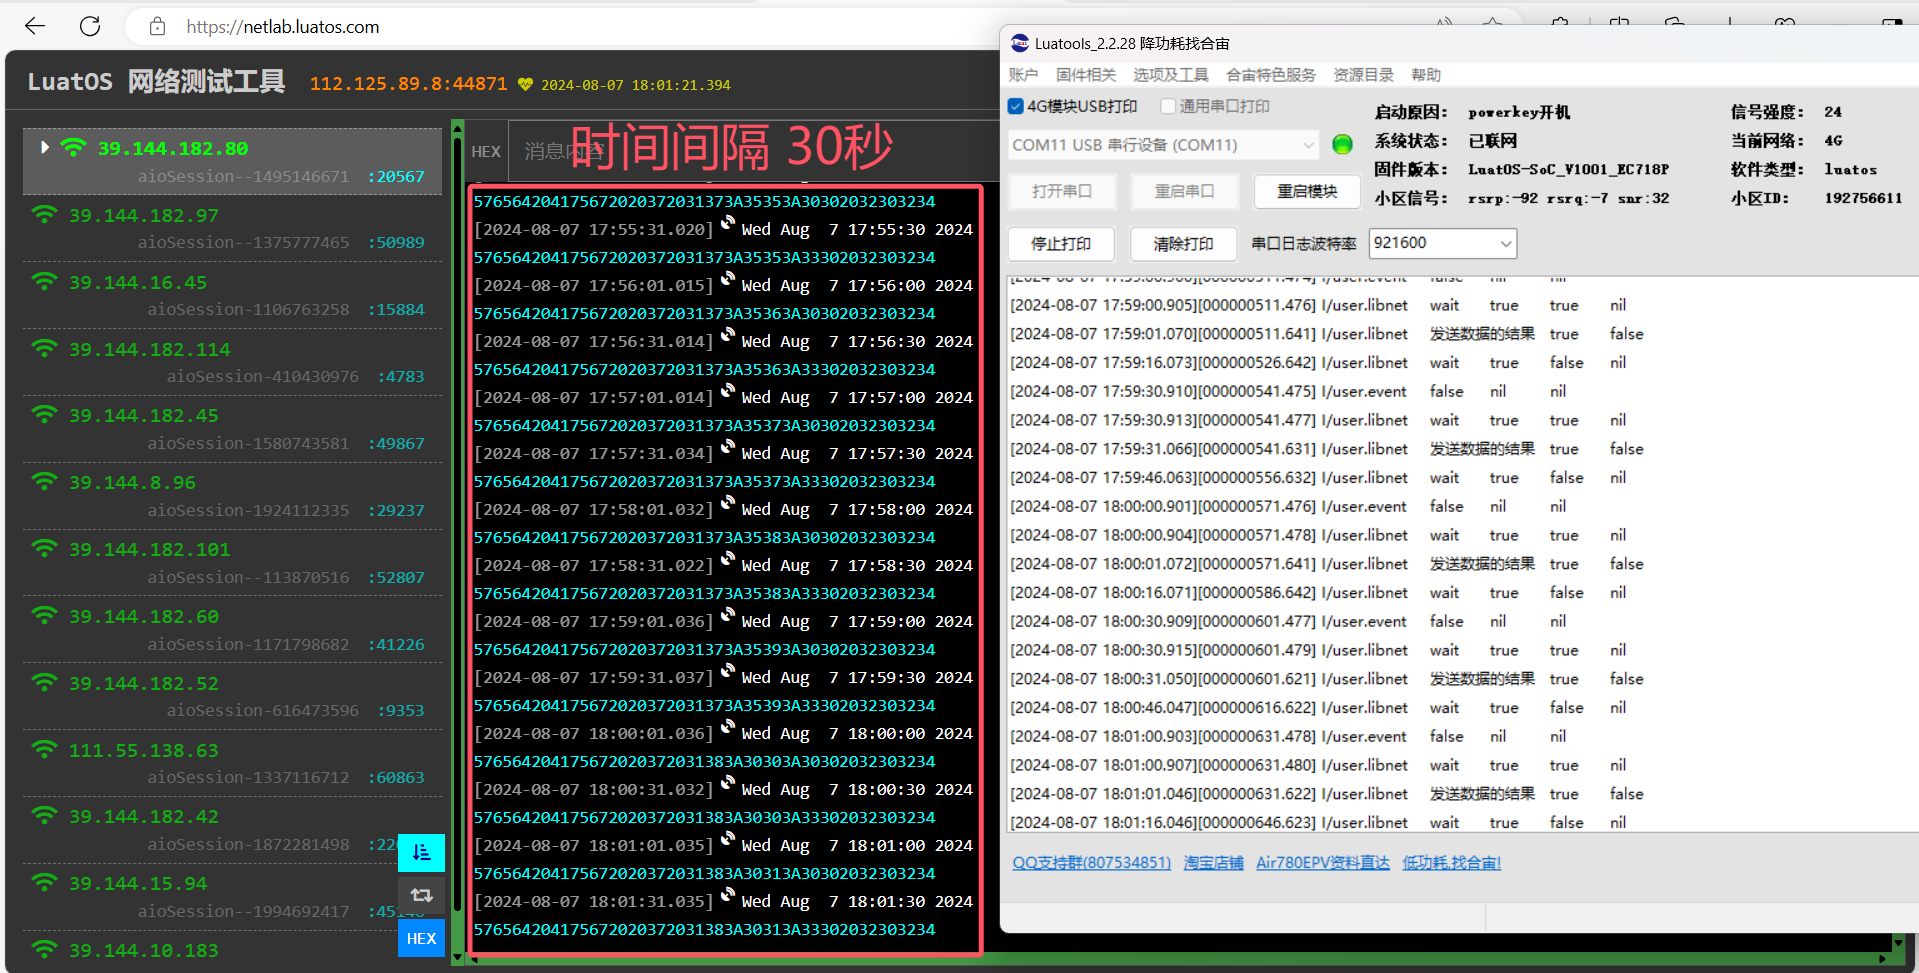 https://netlab.luatos.com
LuatOS 网络测试工具 112.125.89.8:44871 2024-08-07 18:01:21.394
39.144.182.80
aioSession--1495146671 :20567
39.144.182.97
aioSession--1375777465 :50989
39.144.16.45
aioSession--1106763258 :15884
39.144.182.114
aioSession-410430976 :4783
39.144.182.45
aioSession-1580743581 :49867
39.144.8.96
aioSession-1924112335 :29237
39.144.182.101
aioSession--113870516 :52807
39.144.182.60
aioSession-1171798682 :41226
39.144.182.52
aioSession-616473596 :9353
111.55.138.63
aioSession-1337116712 :60863
39.144.182.42
aioSession-1872281498
39.144.15.94
aioSession--1994692417
39.144.10.183
HEX
HEX 消息内容
时间间隔 30秒
576564204175672020372031373A35353A30302032303234
[2024-08-07 17:55:31.020] Wed Aug  7 17:55:30 2024
576564204175672020372031373A35353A33302032303234
[2024-08-07 17:56:01.015] Wed Aug  7 17:56:00 2024
576564204175672020372031373A35363A30302032303234
[2024-08-07 17:56:31.014] Wed Aug  7 17:56:30 2024
576564204175672020372031373A35363A33302032303234
[2024-08-07 17:57:01.014] Wed Aug  7 17:57:00 2024
576564204175672020372031373A35373A30302032303234
[2024-08-07 17:57:31.034] Wed Aug  7 17:57:30 2024
576564204175672020372031373A35373A33302032303234
[2024-08-07 17:58:01.032] Wed Aug  7 17:58:00 2024
576564204175672020372031373A35383A30302032303234
[2024-08-07 17:58:31.022] Wed Aug  7 17:58:30 2024
576564204175672020372031373A35383A33302032303234
[2024-08-07 17:59:01.036] Wed Aug  7 17:59:00 2024
576564204175672020372031373A35393A30302032303234
[2024-08-07 17:59:31.037] Wed Aug  7 17:59:30 2024
576564204175672020372031373A35393A33302032303234
[2024-08-07 18:00:01.036] Wed Aug  7 18:00:00 2024
576564204175672020372031383A30303A30302032303234
[2024-08-07 18:00:31.032] Wed Aug  7 18:00:30 2024
576564204175672020372031383A30303A33302032303234
[2024-08-07 18:01:01.035] Wed Aug  7 18:01:00 2024
576564204175672020372031383A30313A30302032303234
[2024-08-07 18:01:31.035] Wed Aug  7 18:01:30 2024
576564204175672020372031383A30313A33302032303234
Luatools_2.2.28 降功耗找合宙
账户 固件相关 选项及工具 合宙特色服务 资源目录 帮助
4G模块USB打印 通用串口打印
COM11 USB 串行设备 (COM11)
打开串口 重启串口 重启模块
停止打印 清除打印 串口日志波特率 921600
启动原因： powerkey开机 信号强度： 24
系统状态： 已联网 当前网络： 4G
固件版本： LuatOS-SoC_V1001_EC718P 软件类型： luatos
小区信号： rsrp:-92 rsrq:-7 snr:32 小区ID： 192756611
[2024-08-07 17:59:00.905][000000511.476] I/user.libnet wait true true nil
[2024-08-07 17:59:01.070][000000511.641] I/user.libnet 发送数据的结果 true false
[2024-08-07 17:59:16.073][000000526.642] I/user.libnet wait true false nil
[2024-08-07 17:59:30.910][000000541.475] I/user.event false nil nil
[2024-08-07 17:59:30.913][000000541.477] I/user.libnet wait true true nil
[2024-08-07 17:59:31.066][000000541.631] I/user.libnet 发送数据的结果 true false
[2024-08-07 17:59:46.063][000000556.632] I/user.libnet wait true false nil
[2024-08-07 18:00:00.901][000000571.476] I/user.event false nil nil
[2024-08-07 18:00:00.904][000000571.478] I/user.libnet wait true true nil
[2024-08-07 18:00:01.072][000000571.641] I/user.libnet 发送数据的结果 true false
[2024-08-07 18:00:16.071][000000586.642] I/user.libnet wait true false nil
[2024-08-07 18:00:30.909][000000601.477] I/user.event false nil nil
[2024-08-07 18:00:30.915][000000601.479] I/user.libnet wait true true nil
[2024-08-07 18:00:31.050][000000601.621] I/user.libnet 发送数据的结果 true false
[2024-08-07 18:00:46.047][000000616.622] I/user.libnet wait true false nil
[2024-08-07 18:01:00.903][000000631.478] I/user.event false nil nil
[2024-08-07 18:01:00.907][000000631.480] I/user.libnet wait true true nil
[2024-08-07 18:01:01.046][000000631.622] I/user.libnet 发送数据的结果 true false
[2024-08-07 18:01:16.046][000000646.623] I/user.libnet wait true false nil
QQ支持群(807534851) 淘宝店铺 Air780EPV资料直达 低功耗,找合宙!